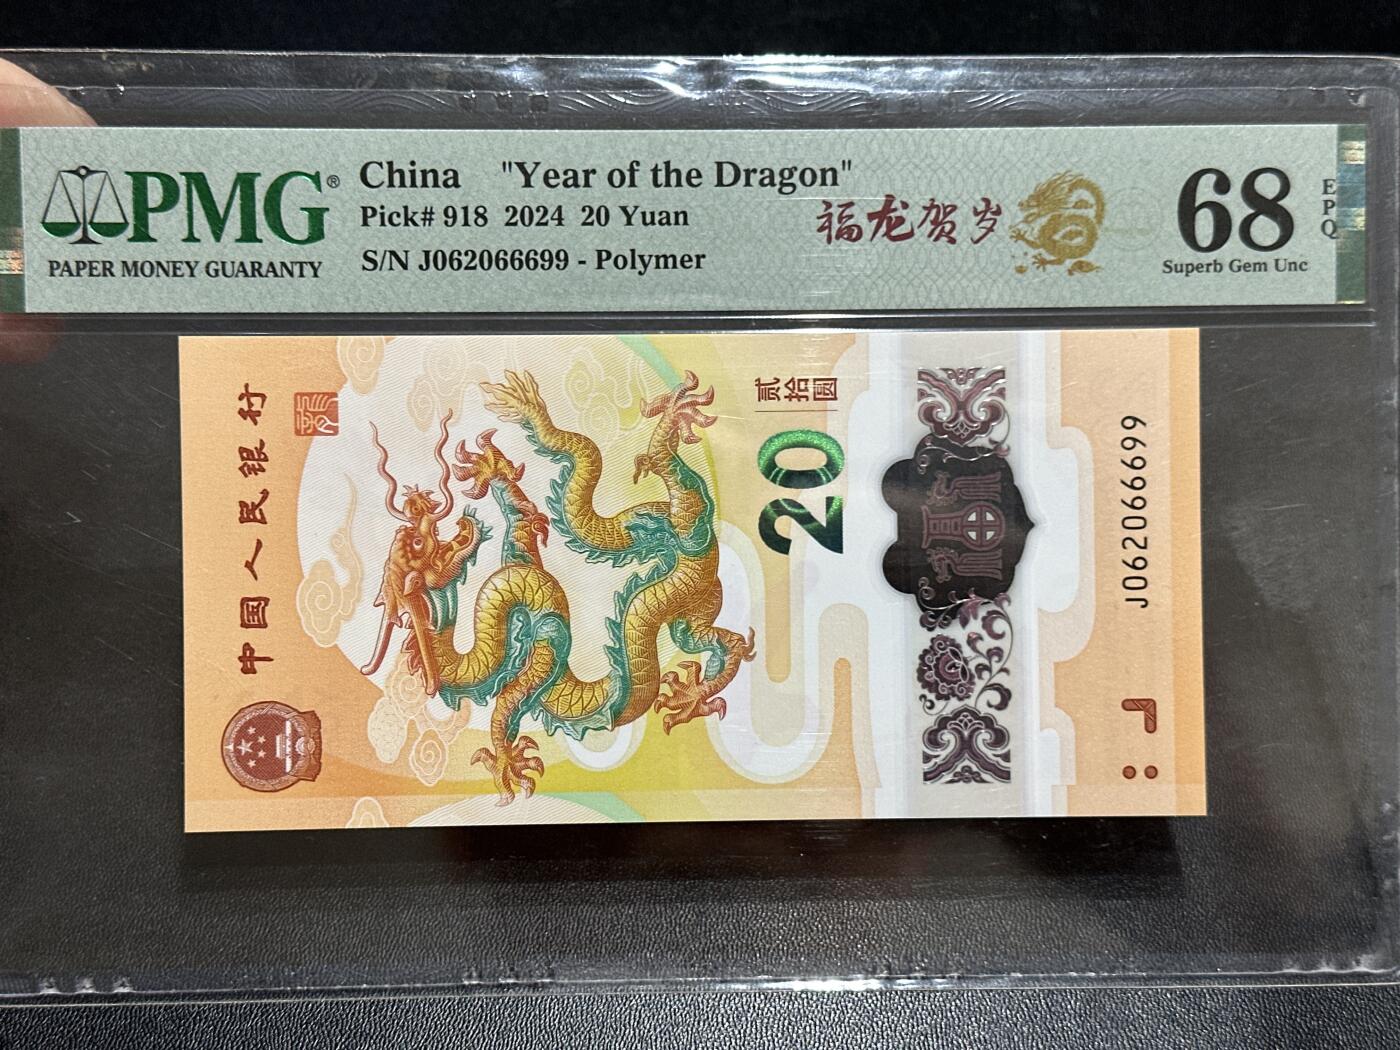 PMG®
PAPER MONEY GUARANTY
China "Year of the Dragon"
Pick# 918 2024 20 Yuan
S/N J062066699 - Polymer
福龙贺岁
68
EPQ
Superb Gem Unc
中国人民银行
贰拾圆
20
J062066699